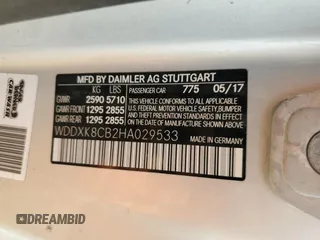 MFD BY DAIMLER AG STUTTGART
KG LBS PASSENGER CAR 775 05/17
GVWR 2590 5710
GAWR FRONT 1295 2855
GAWR REAR 1295 2855
THIS VEHICLE CONFORMS TO ALL APPLICABLE
U.S. FEDERAL MOTOR VEHICLE SAFETY, BUMPER,
AND THEFT PREVENTION STANDARDS IN EFFECT
ON THE DATE OF MANUFACTURE SHOWN ABOVE.
WDDXK8CB2HA029533
MADE IN GERMANY
CAR WASH
DREAMBID